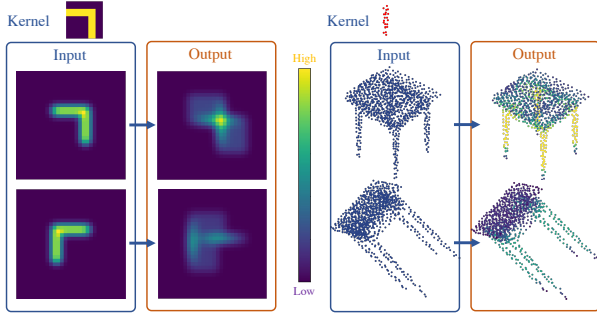 Kernel
Input
Output
High
Low
Kernel
Input
Output